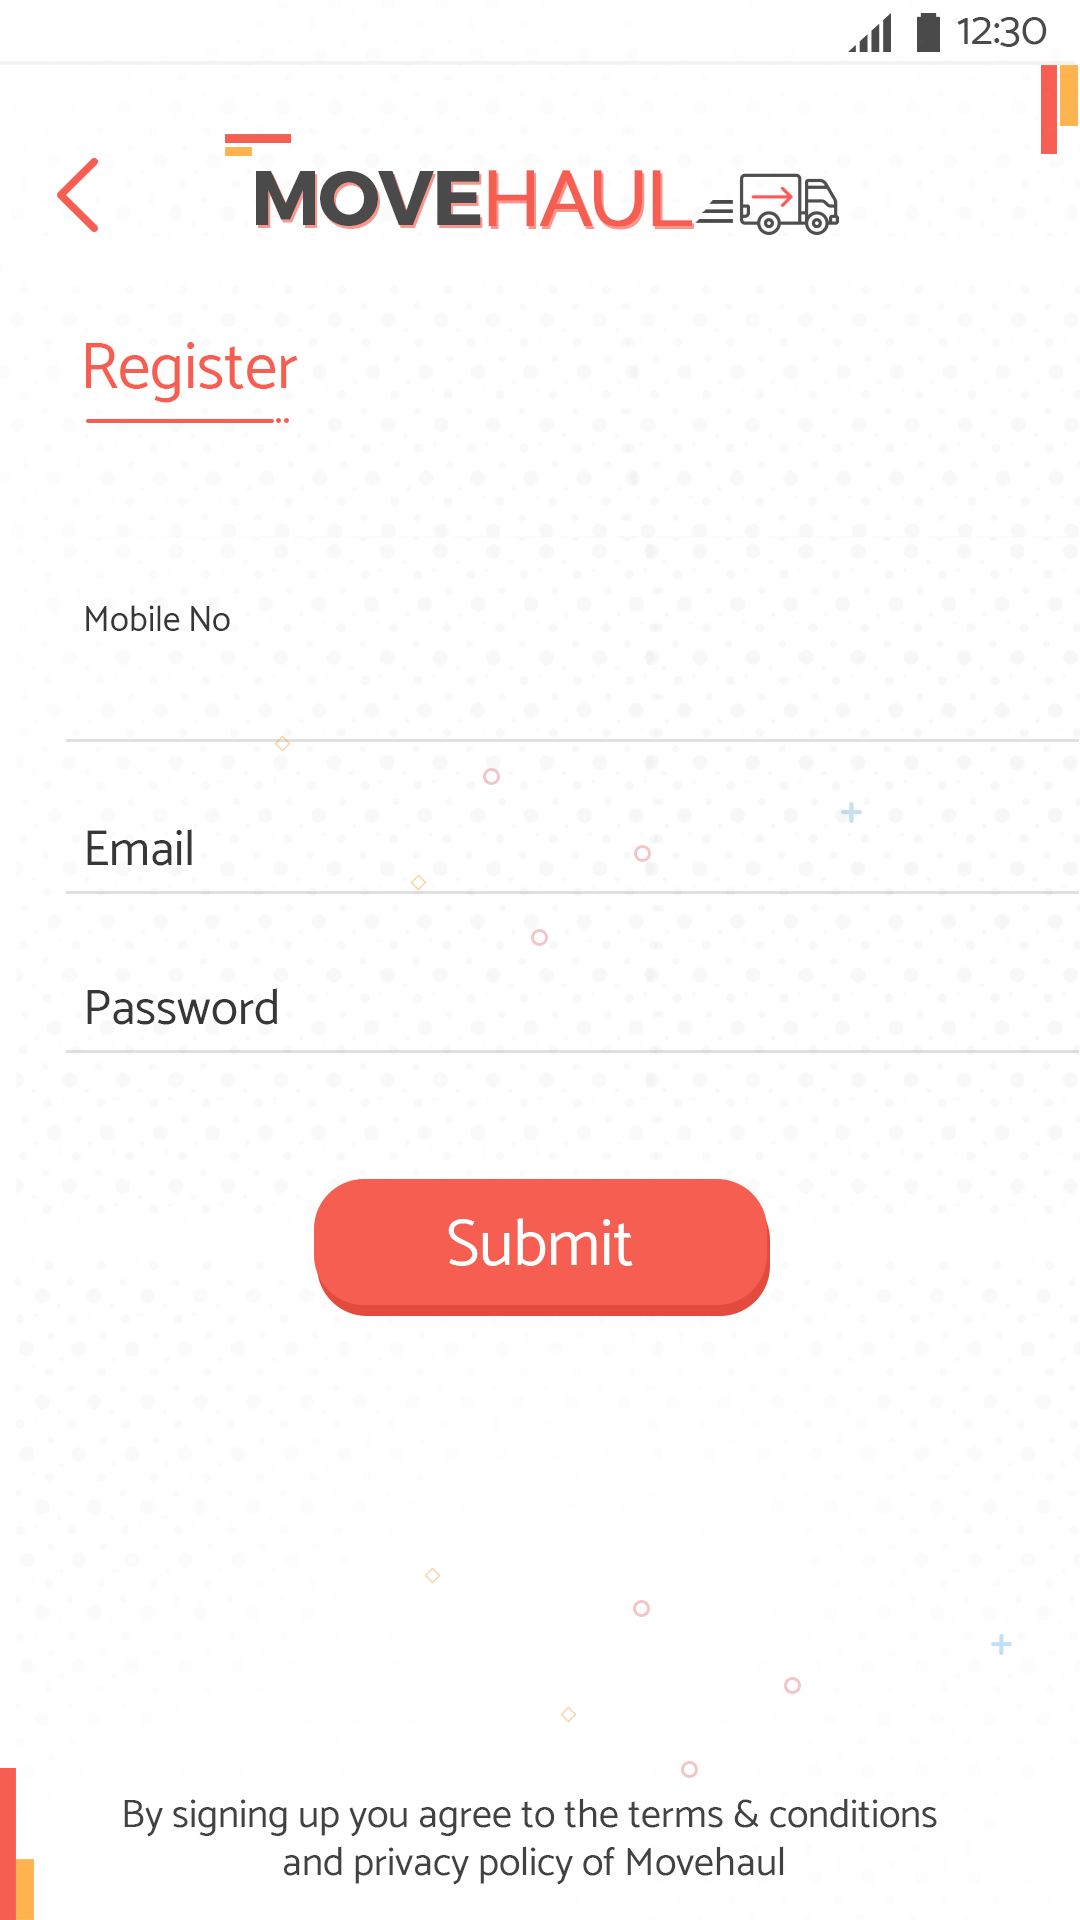 12:30
MOVEHAUL
Register
Mobile No
Email
Password
Submit
By signing up you agree to the terms & conditions
and privacy policy of Movehaul